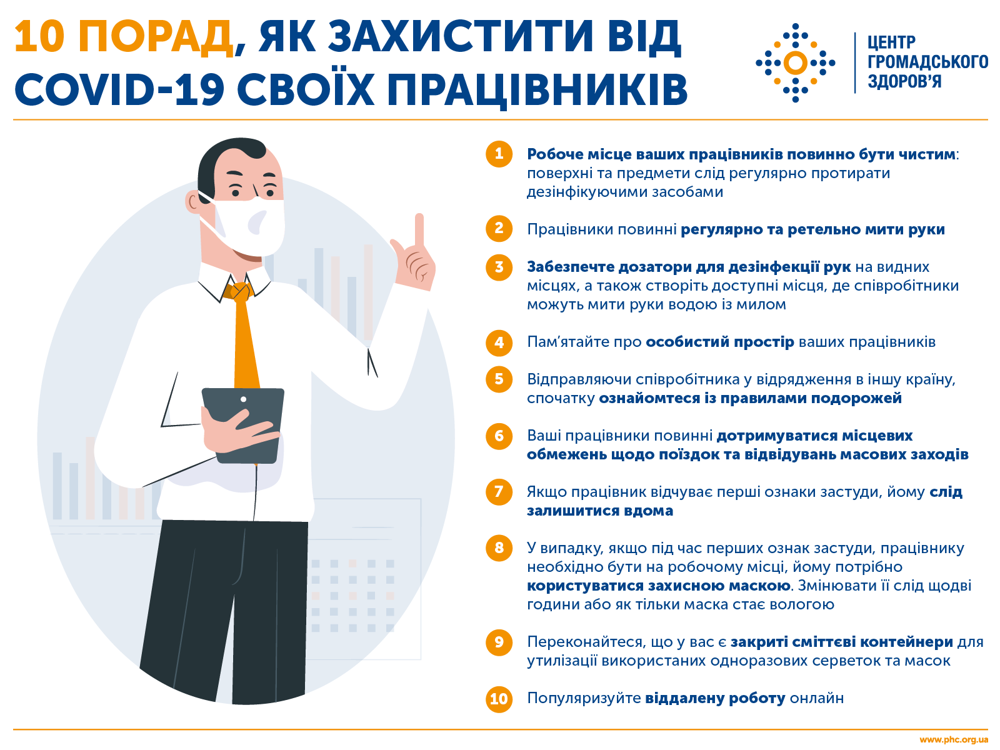 10 ПОРАД, ЯК ЗАХИСТИТИ ВІД
COVID-19 СВОЇХ ПРАЦІВНИКІВ
ЦЕНТР
ГРОМАДСЬКОГО
ЗДОРОВ’Я
1 Робоче місце ваших працівників повинно бути чистим:
поверхні та предмети слід регулярно протирати
дезінфікуючими засобами
2 Працівники повинні регулярно та ретельно мити руки
3 Забезпечте дозатори для дезінфекції рук на видних
місцях, а також створіть доступні місця, де співробітники
можуть мити руки водою із милом
4 Пам’ятайте про особистий простір ваших працівників
5 Відправляючи співробітника у відрядження в іншу країну,
спочатку ознайомтеся із правилами подорожей
6 Ваші працівники повинні дотримуватися місцевих
обмежень щодо поїздок та відвідувань масових заходів
7 Якщо працівник відчуває перші ознаки застуди, йому слід
залишитися вдома
8 У випадку, якщо під час перших ознак застуди, працівнику
необхідно бути на робочому місці, йому потрібно
користуватися захисною маскою. Змінювати її слід щодві
години або як тільки маска стає вологою
9 Переконайтеся, що у вас є закриті сміттєві контейнери для
утилізації використаних одноразових серветок та масок
10 Популяризуйте віддалену роботу онлайн
www.phc.org.ua